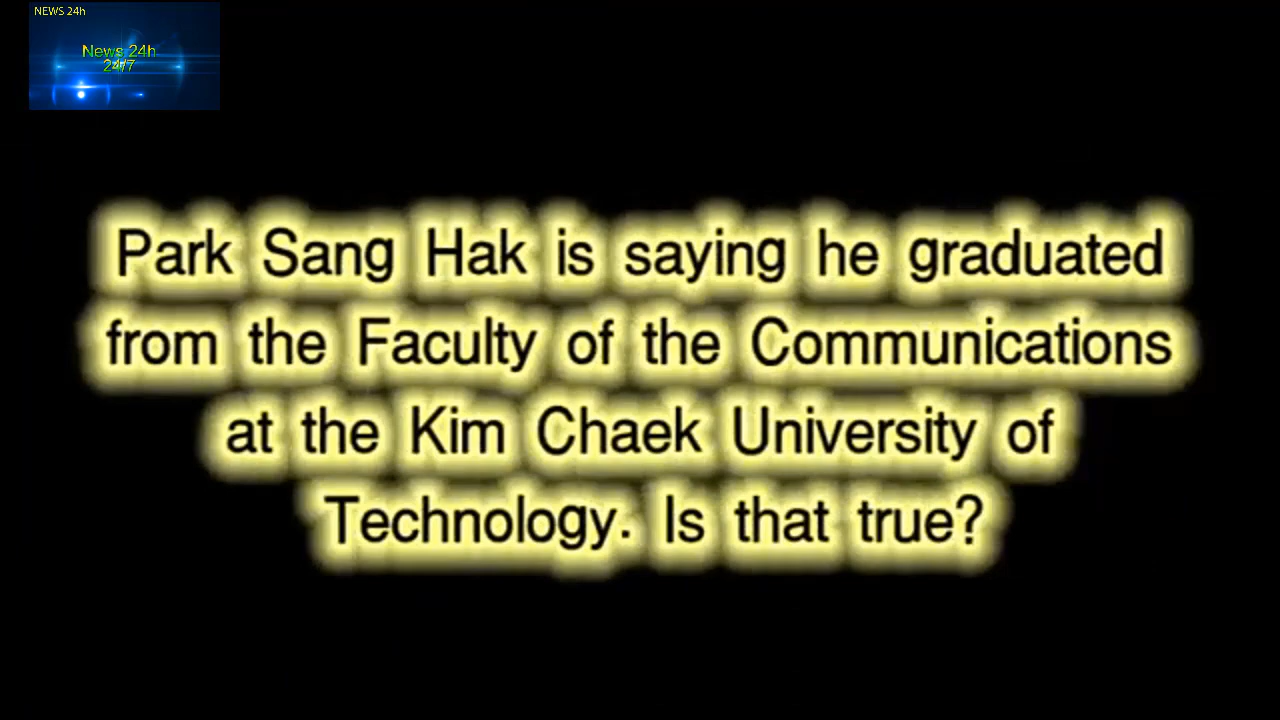 NEWS 24h
News 24h
24/7
Park Sang Hak is saying he graduated
from the Faculty of the Communications
at the Kim Chaek University of
Technology. Is that true?